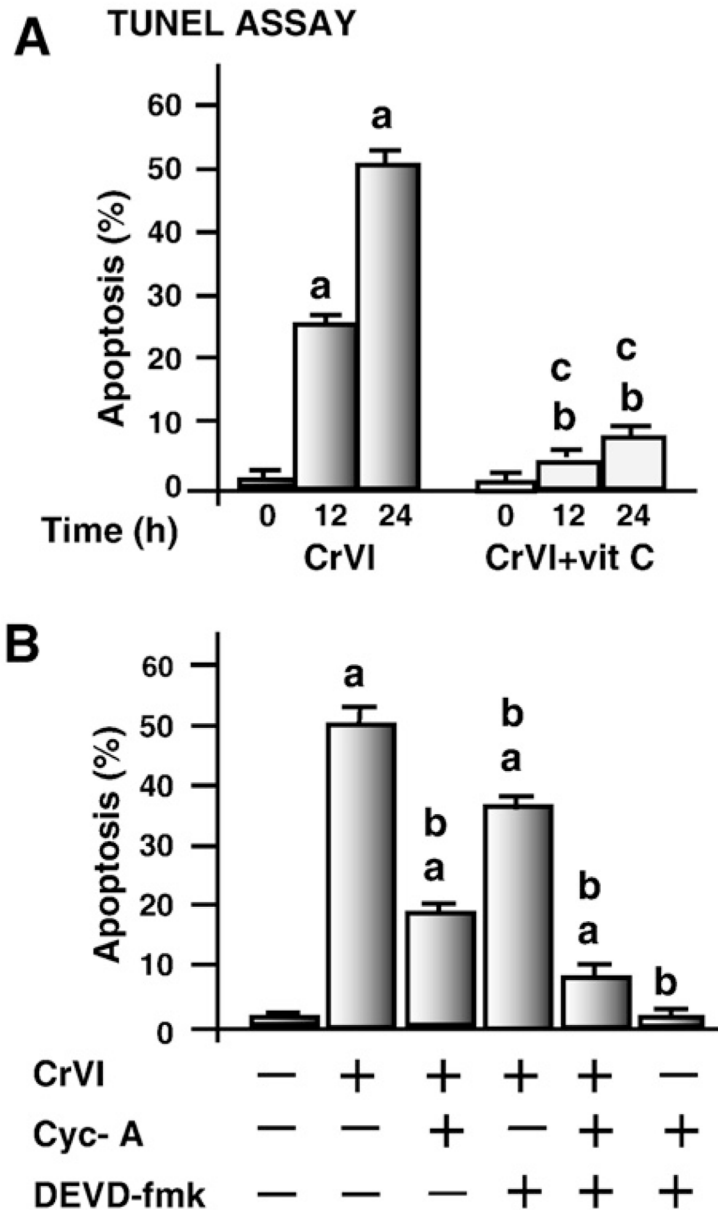 A TUNEL ASSAY
Apoptosis (%)
60
50
40
30
20
10
0
a
a
c
b
c
b
Time (h) 0 12 24 0 12 24
CrVI CrVI+vit C
B
Apoptosis (%)
60
50
40
30
20
10
0
a
b
a
b
a
b
a
b
CrVI — + + + + —
Cyc- A — — + — + +
DEVD-fmk — — — + + +